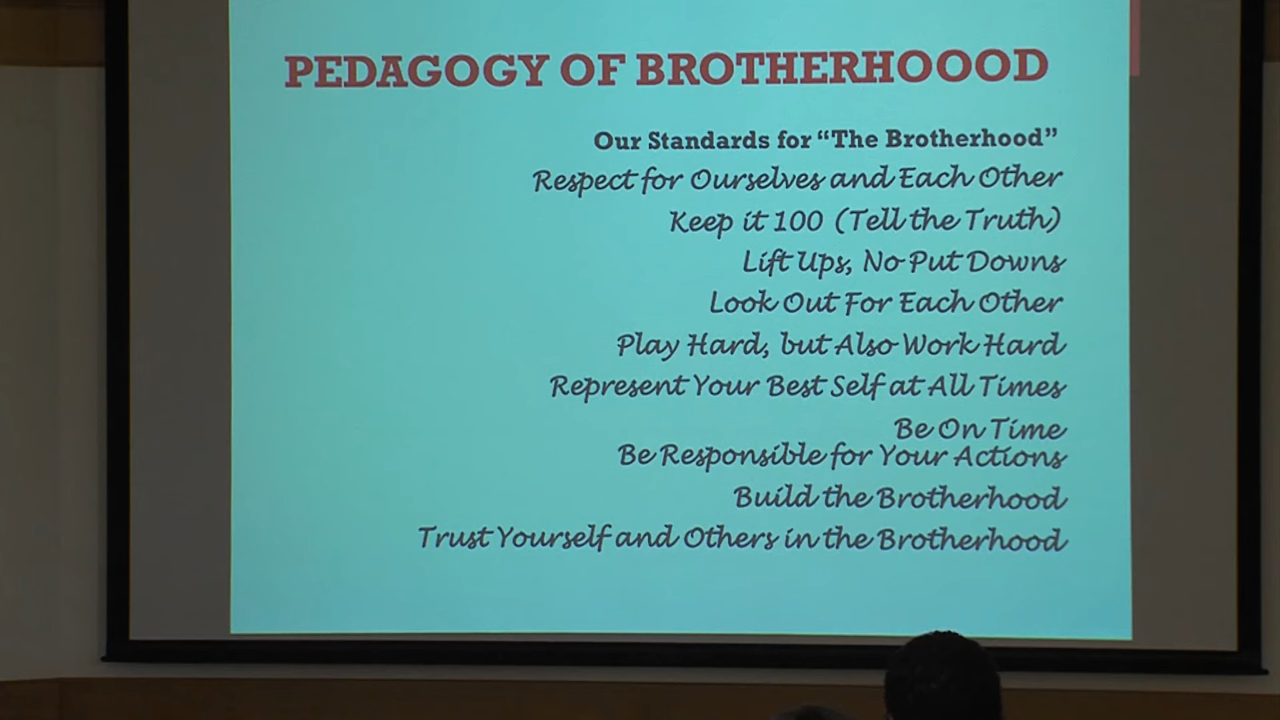 PEDAGOGY OF BROTHERHOOOD
Our Standards for “The Brotherhood”
Respect for Ourselves and Each Other
Keep it 100 (Tell the Truth)
Lift Ups, No Put Downs
Look Out For Each Other
Play Hard, but Also Work Hard
Represent Your Best Self at All Times
Be On Time
Be Responsible for Your Actions
Build the Brotherhood
Trust Yourself and Others in the Brotherhood